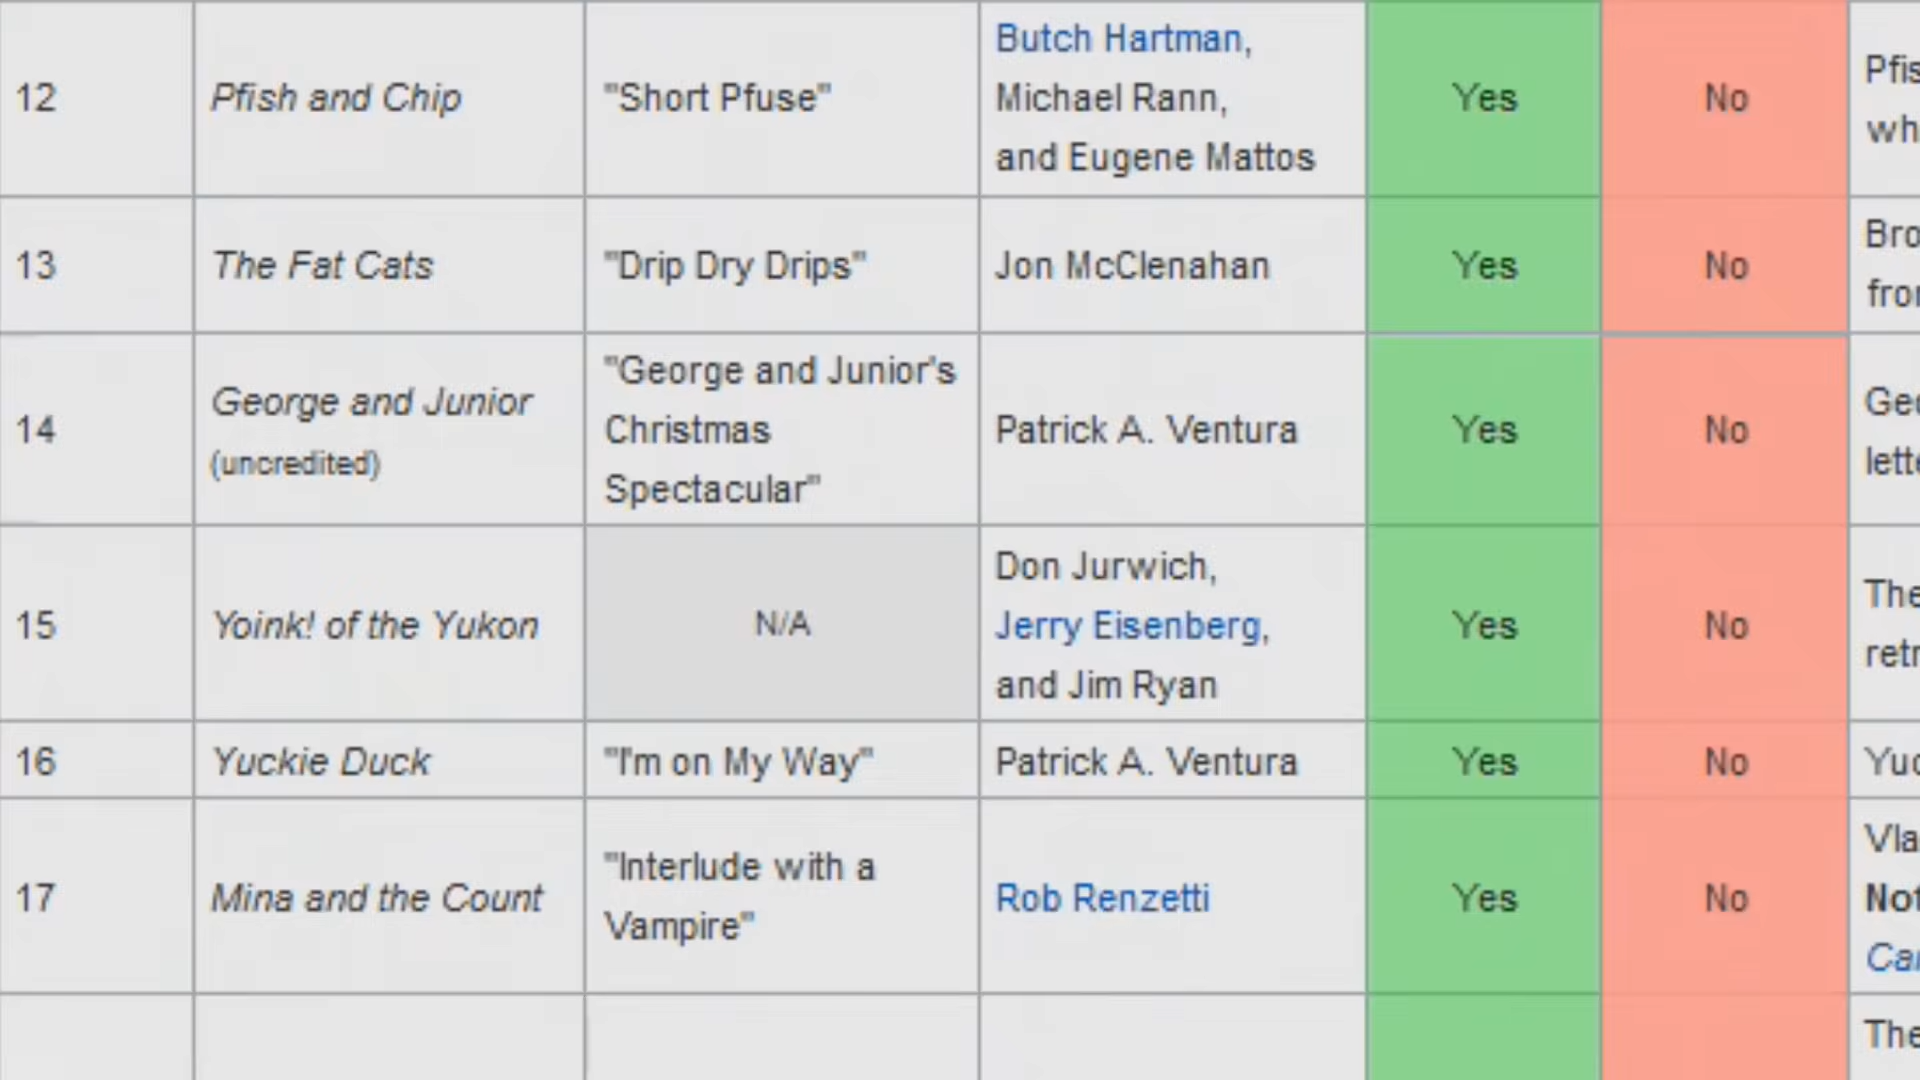 12
Pfish and Chip
"Short Pfuse"
Butch Hartman,
Michael Rann,
and Eugene Mattos
Yes
No
13
The Fat Cats
"Drip Dry Drips"
Jon McClenahan
Yes
No
14
George and Junior
(uncredited)
"George and Junior's
Christmas
Spectacular"
Patrick A. Ventura
Yes
No
15
Yoink! of the Yukon
N/A
Don Jurwich,
Jerry Eisenberg,
and Jim Ryan
Yes
No
The
16
Yuckie Duck
"I'm on My Way"
Patrick A. Ventura
Yes
No
17
Mina and the Count
"Interlude with a
Vampire"
Rob Renzetti
Yes
No
The